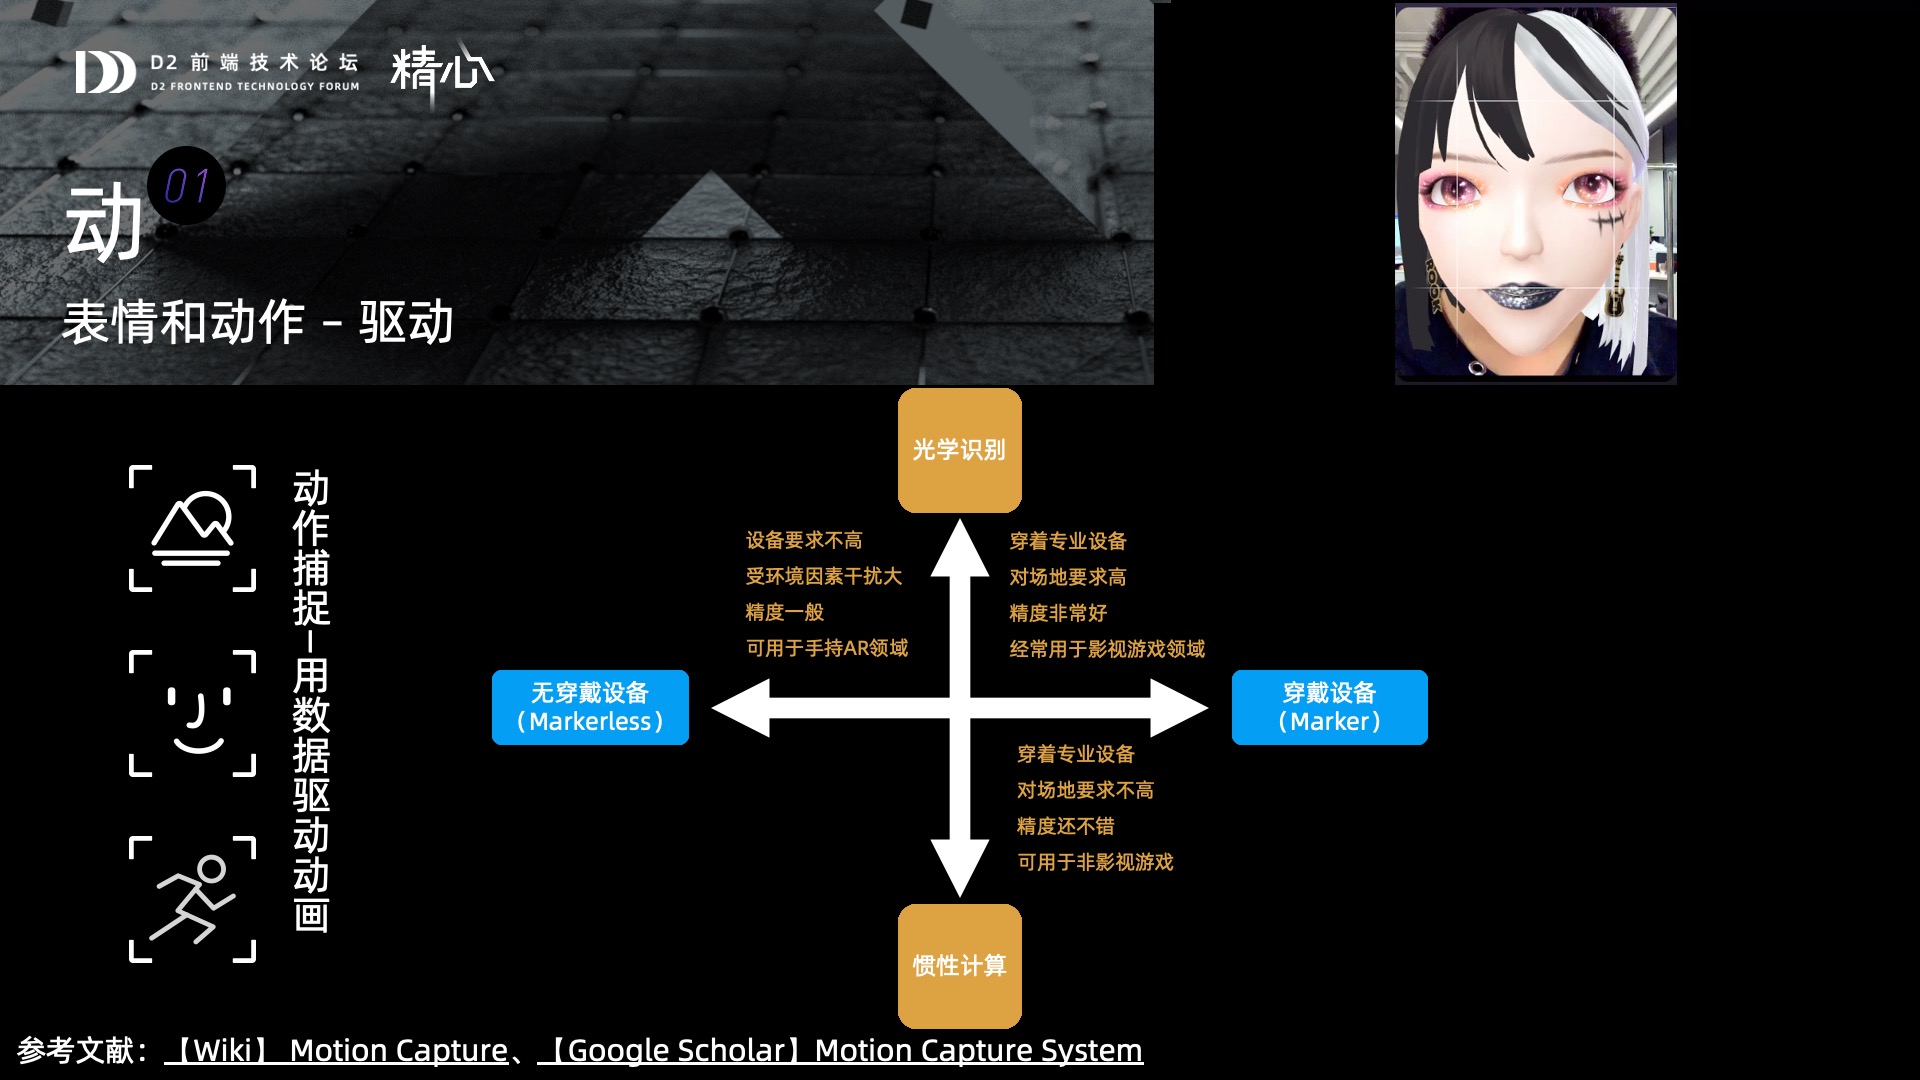 D2 前端技术论坛
D2 FRONTEND TECHNOLOGY FORUM
精心
动
01
表情和动作 – 驱动
ROCK
动作捕捉—用数据驱动动画
光学识别
设备要求不高
受环境因素干扰大
精度一般
可用于手持AR领域
穿着专业设备
对场地要求高
精度非常好
经常用于影视游戏领域
无穿戴设备
（Markerless）
穿戴设备
（Marker）
穿着专业设备
对场地要求不高
精度还不错
可用于非影视游戏
惯性计算
参考文献：【Wiki】 Motion Capture、【Google Scholar】Motion Capture System